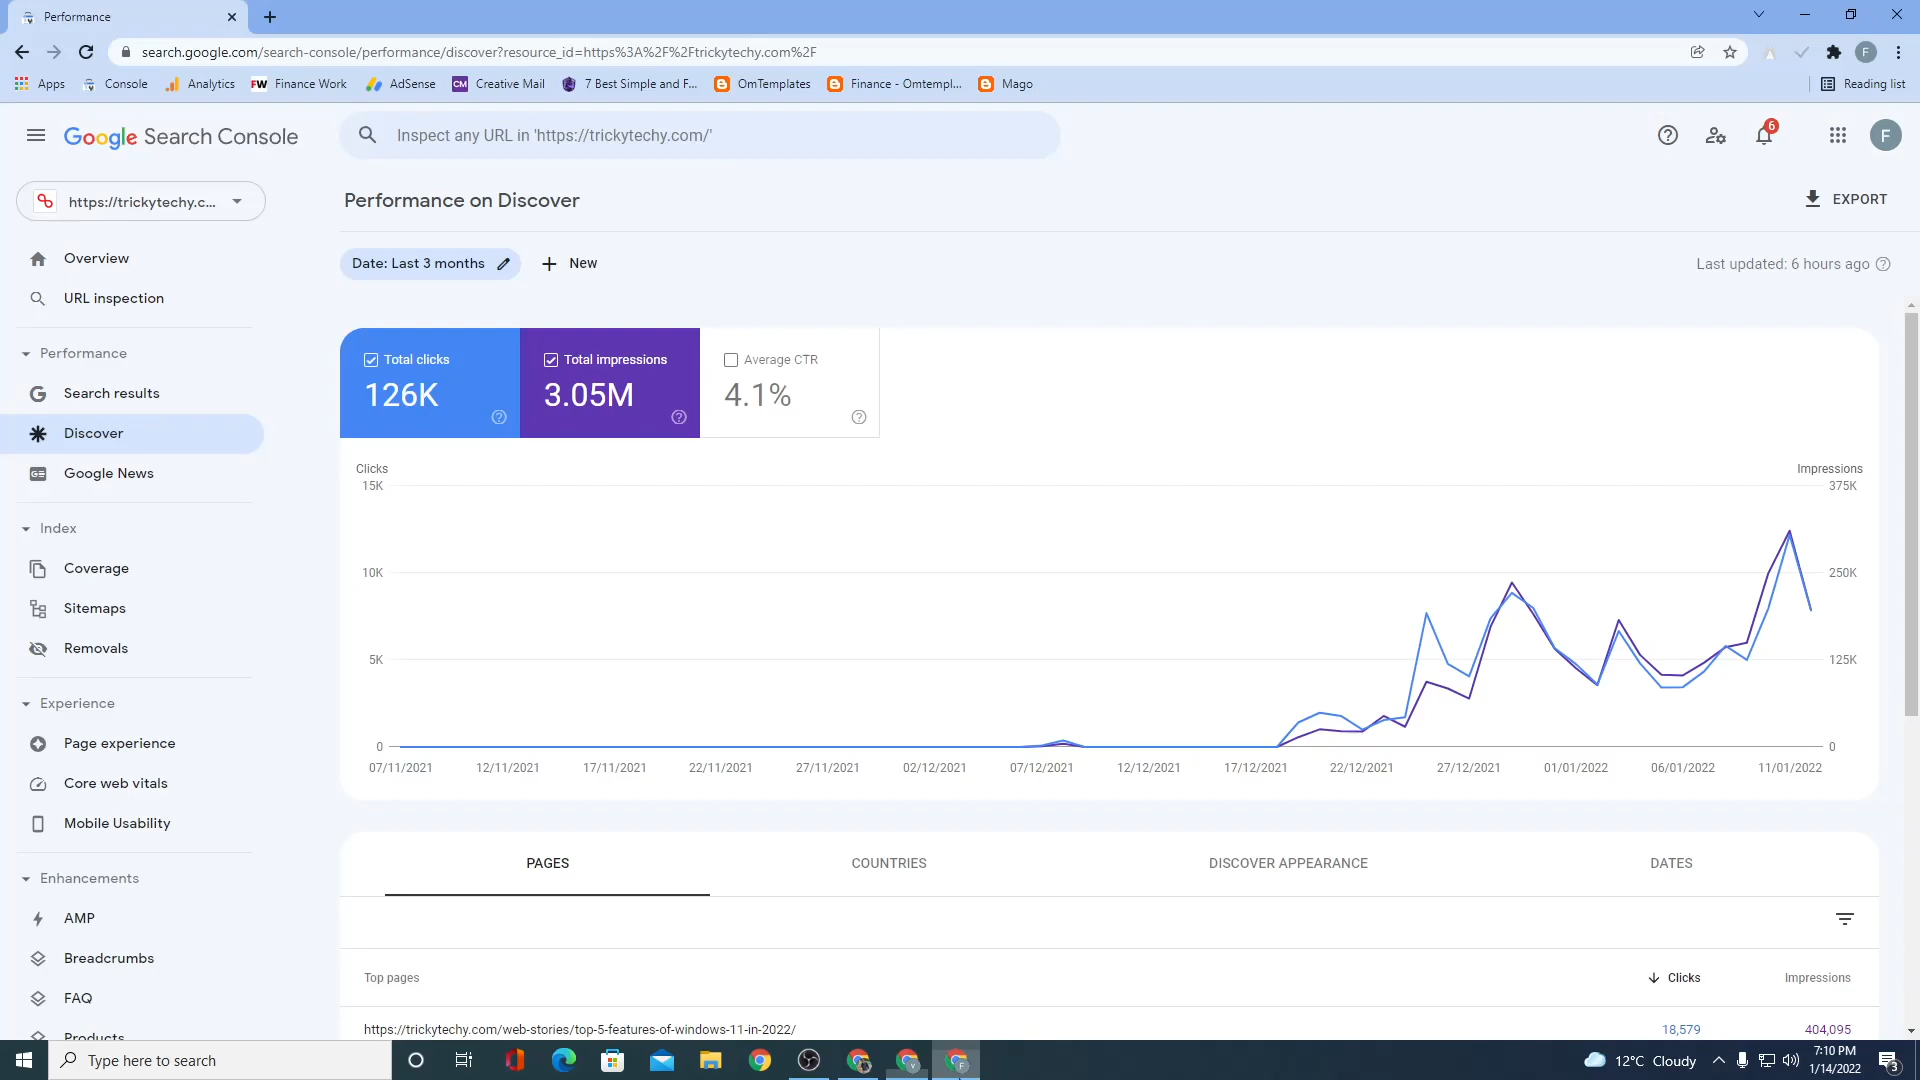 Performance
search.google.com/search-console/performance/discover?resource_id=https%3A%2F%2Ftrickytechy.com%2F
F
Apps
Console
Analytics
FW Finance Work
AdSense
CM Creative Mail
7 Best Simple and F...
OmTemplates
Finance - Omtempl...
Mago
Reading list
Google Search Console
Inspect any URL in 'https://trickytechy.com/'
6
F
https://trickytechy.c...
Performance on Discover
EXPORT
Overview
Date: Last 3 months
New
Last updated: 6 hours ago
URL inspection
Performance
Search results
Discover
Google News
Total clicks
126K
Total impressions
3.05M
Average CTR
4.1%
Clicks
Impressions
15K
375K
10K
250K
5K
125K
0
0
07/11/2021
12/11/2021
17/11/2021
22/11/2021
27/11/2021
02/12/2021
07/12/2021
12/12/2021
17/12/2021
22/12/2021
27/12/2021
01/01/2022
06/01/2022
11/01/2022
Index
Coverage
Sitemaps
Removals
Experience
Page experience
Core web vitals
Mobile Usability
Enhancements
AMP
Breadcrumbs
FAQ
Products
PAGES
COUNTRIES
DISCOVER APPEARANCE
DATES
Top pages
Clicks
Impressions
https://trickytechy.com/web-stories/top-5-features-of-windows-11-in-2022/
18,579
404,095
Type here to search
12°C Cloudy
7:10 PM
1/14/2022
3